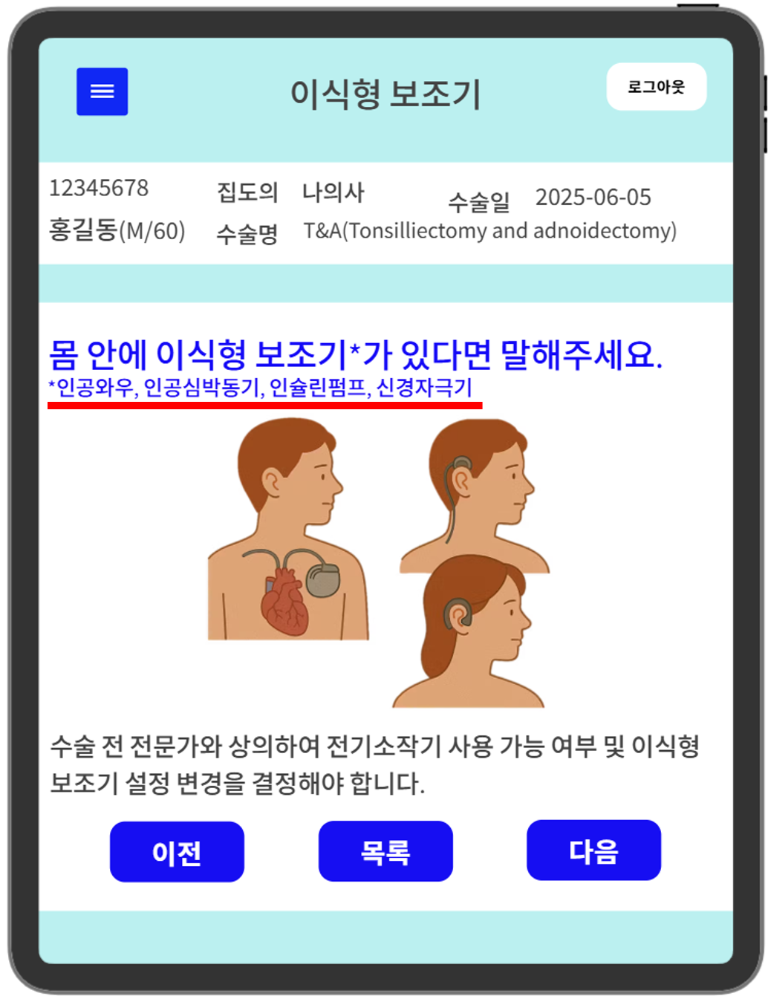 이식형 보조기
로그아웃
12345678
집도의 나의사
수술일 2025-06-05
홍길동(M/60)
수술명 T&A(Tonsilliectomy and adnoidectomy)
몸 안에 이식형 보조기*가 있다면 말해주세요.
*인공와우, 인공심박동기, 인슐린펌프, 신경자극기
수술 전 전문가와 상의하여 전기소작기 사용 가능 여부 및 이식형
보조기 설정 변경을 결정해야 합니다.
이전
목록
다음